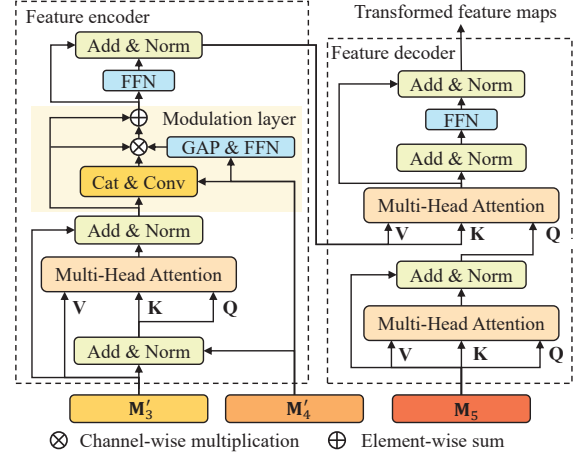 Transformed feature maps
Feature encoder
Add & Norm
FFN
Modulation layer
GAP & FFN
Cat & Conv
Add & Norm
Multi-Head Attention
V K Q
Add & Norm
Feature decoder
Add & Norm
FFN
Add & Norm
Multi-Head Attention
V K Q
Add & Norm
Multi-Head Attention
V K Q
M′₃ M′₄ M₅
⊗ Channel-wise multiplication ⊕ Element-wise sum